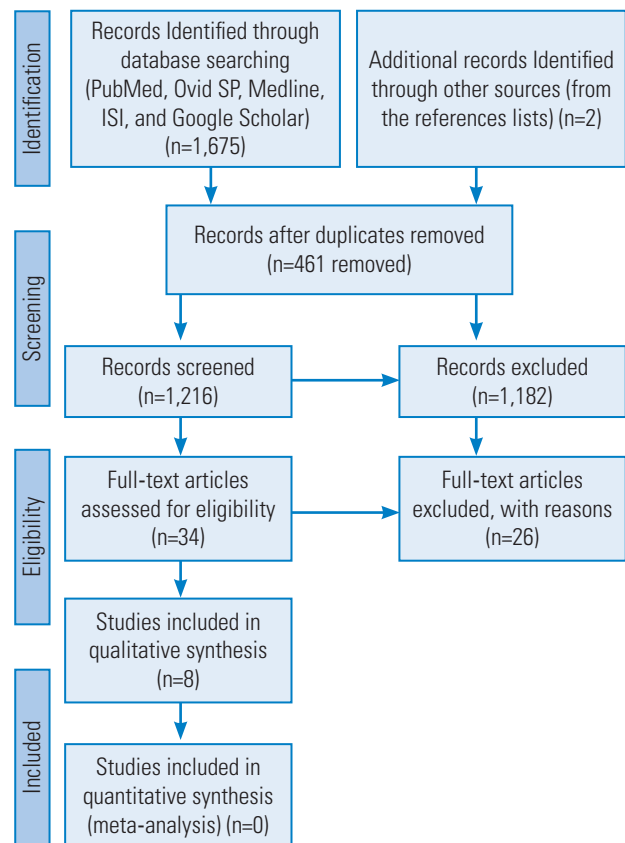 Identification
Records Identified through
database searching
(PubMed, Ovid SP, Medline,
ISI, and Google Scholar)
(n=1,675)
Additional records Identified
through other sources (from
the references lists) (n=2)
Records after duplicates removed
(n=461 removed)
Screening
Records screened
(n=1,216)
Records excluded
(n=1,182)
Eligibility
Full-text articles
assessed for eligibility
(n=34)
Full-text articles
excluded, with reasons
(n=26)
Studies included in
qualitative synthesis
(n=8)
Included
Studies included in
quantitative synthesis
(meta-analysis) (n=0)